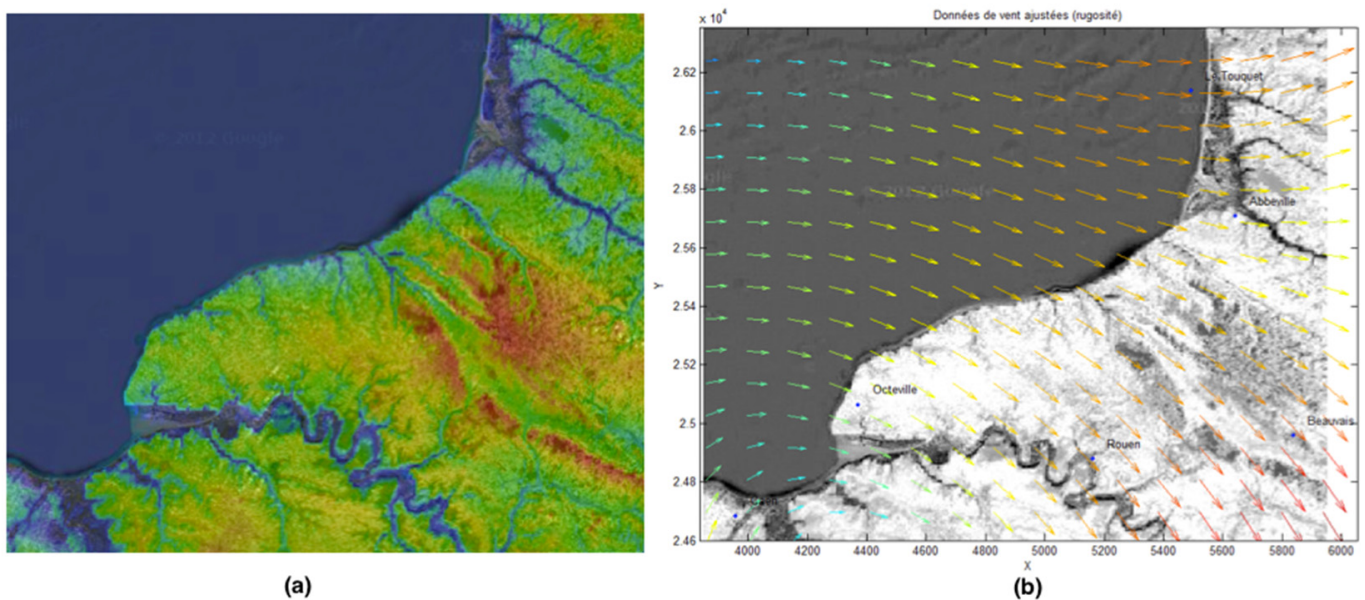 © 2012 Google
(a)
Données de vent ajustées (rugosité)
x 10⁴
2.62
2.6
2.58
2.56
2.54
2.52
2.5
2.48
2.46
Y
Touquet
© 2012 Google
Abbeville
Octeville
Beauvais
Rouen
4000 4200 4400 4600 4800 5000 5200 5400 5600 5800 6000
X
(b)